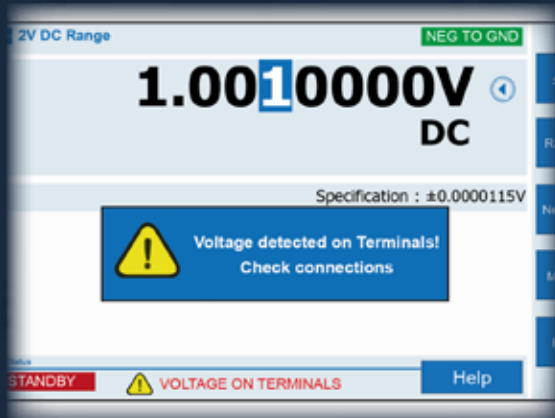 2V DC Range
NEG TO GND
1.0010000V
DC
Specification : ±0.0000115V
Voltage detected on Terminals!
Check connections
Status
STANDBY
VOLTAGE ON TERMINALS
Help